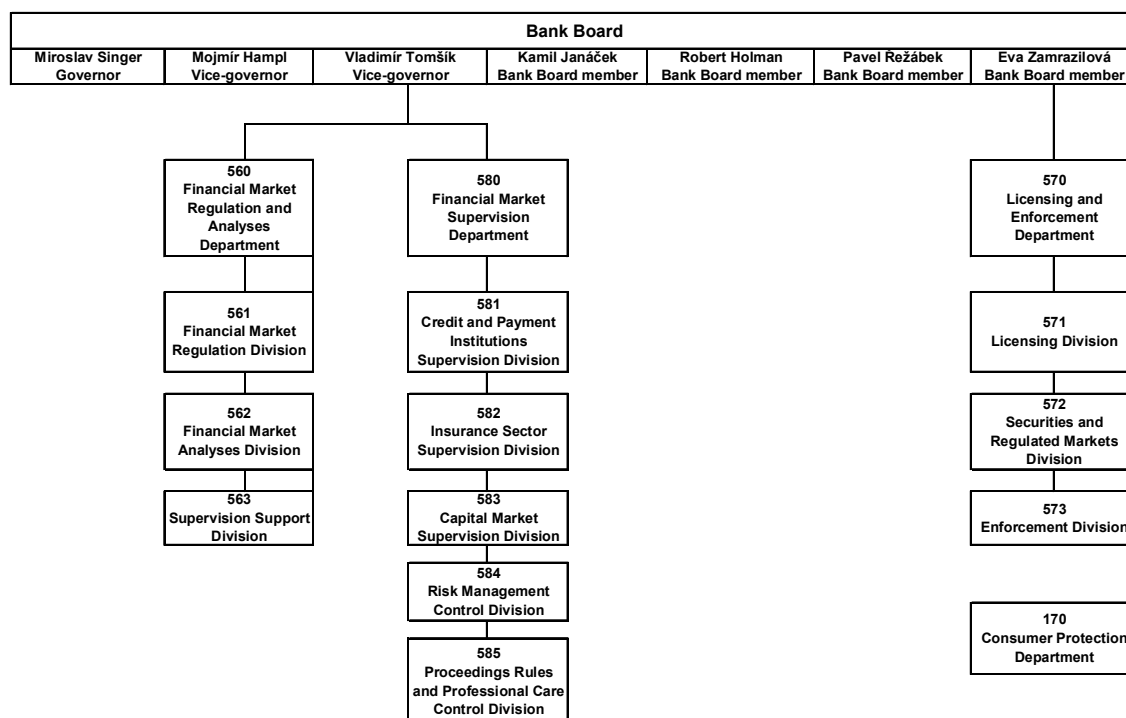 Bank Board
Miroslav Singer
Governor
Mojmír Hampl
Vice-governor
Vladimír Tomšík
Vice-governor
Kamil Janáček
Bank Board member
Robert Holman
Bank Board member
Pavel Řežábek
Bank Board member
Eva Zamrazilová
Bank Board member
560
Financial Market
Regulation and
Analyses
Department
561
Financial Market
Regulation Division
562
Financial Market
Analyses Division
563
Supervision Support
Division
580
Financial Market
Supervision
Department
581
Credit and Payment
Institutions
Supervision Division
582
Insurance Sector
Supervision Division
583
Capital Market
Supervision Division
584
Risk Management
Control Division
585
Proceedings Rules
and Professional Care
Control Division
570
Licensing and
Enforcement
Department
571
Licensing Division
572
Securities and
Regulated Markets
Division
573
Enforcement Division
170
Consumer Protection
Department